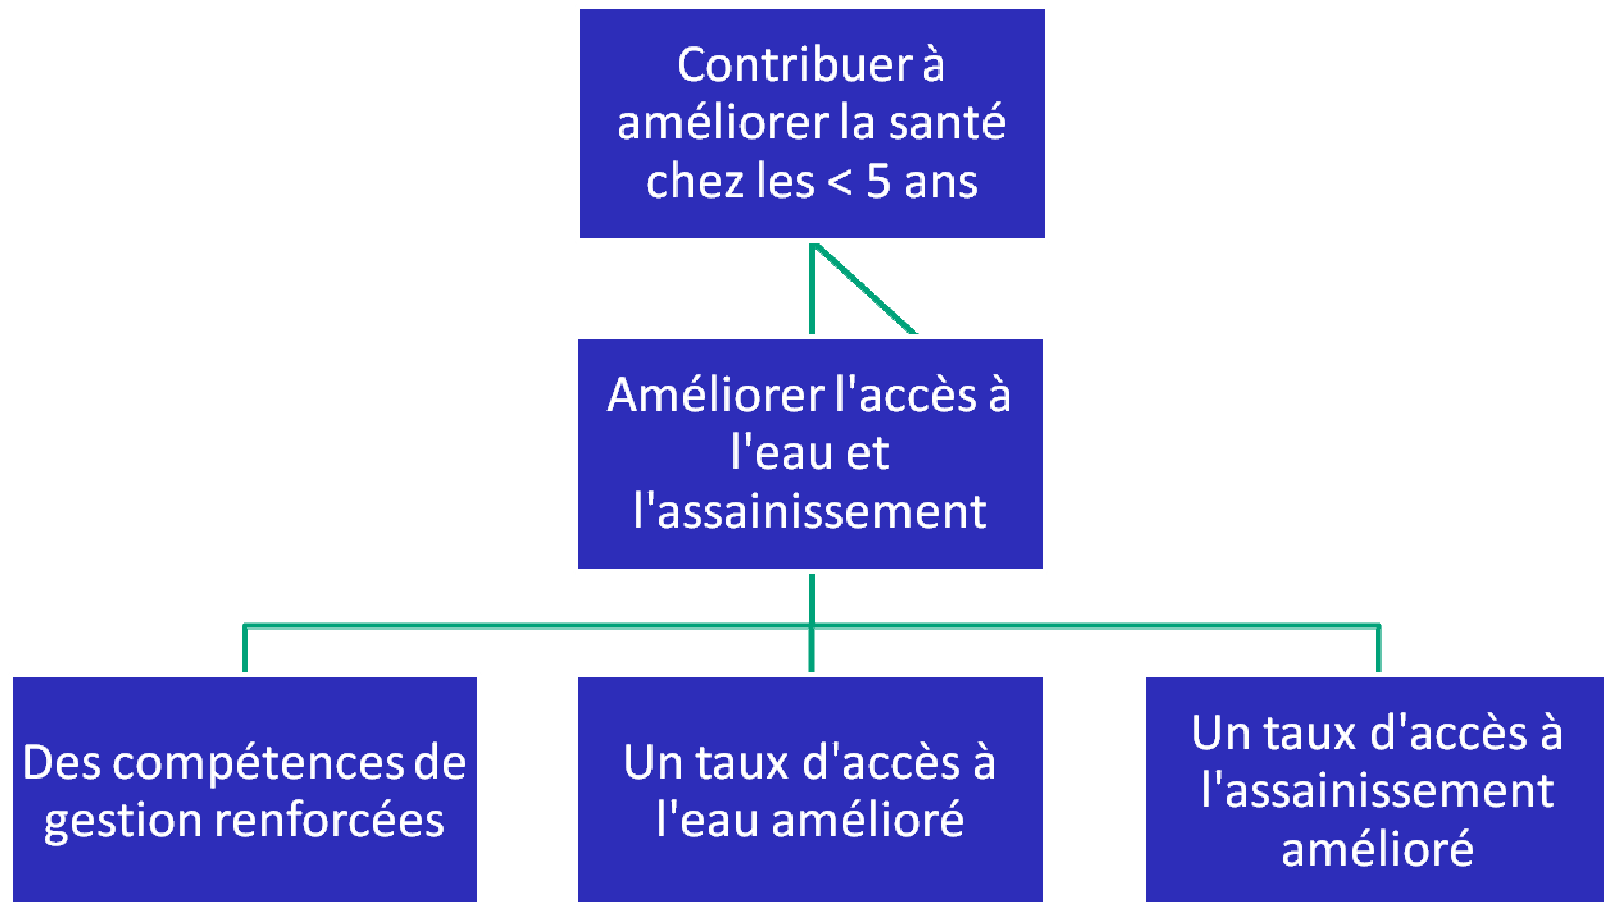 Contribuer à
améliorer la santé
chez les < 5 ans
Améliorer l'accès à
l'eau et
l'assainissement
Des compétences de
gestion renforcées
Un taux d'accès à
l'eau amélioré
Un taux d'accès à
l'assainissement
amélioré